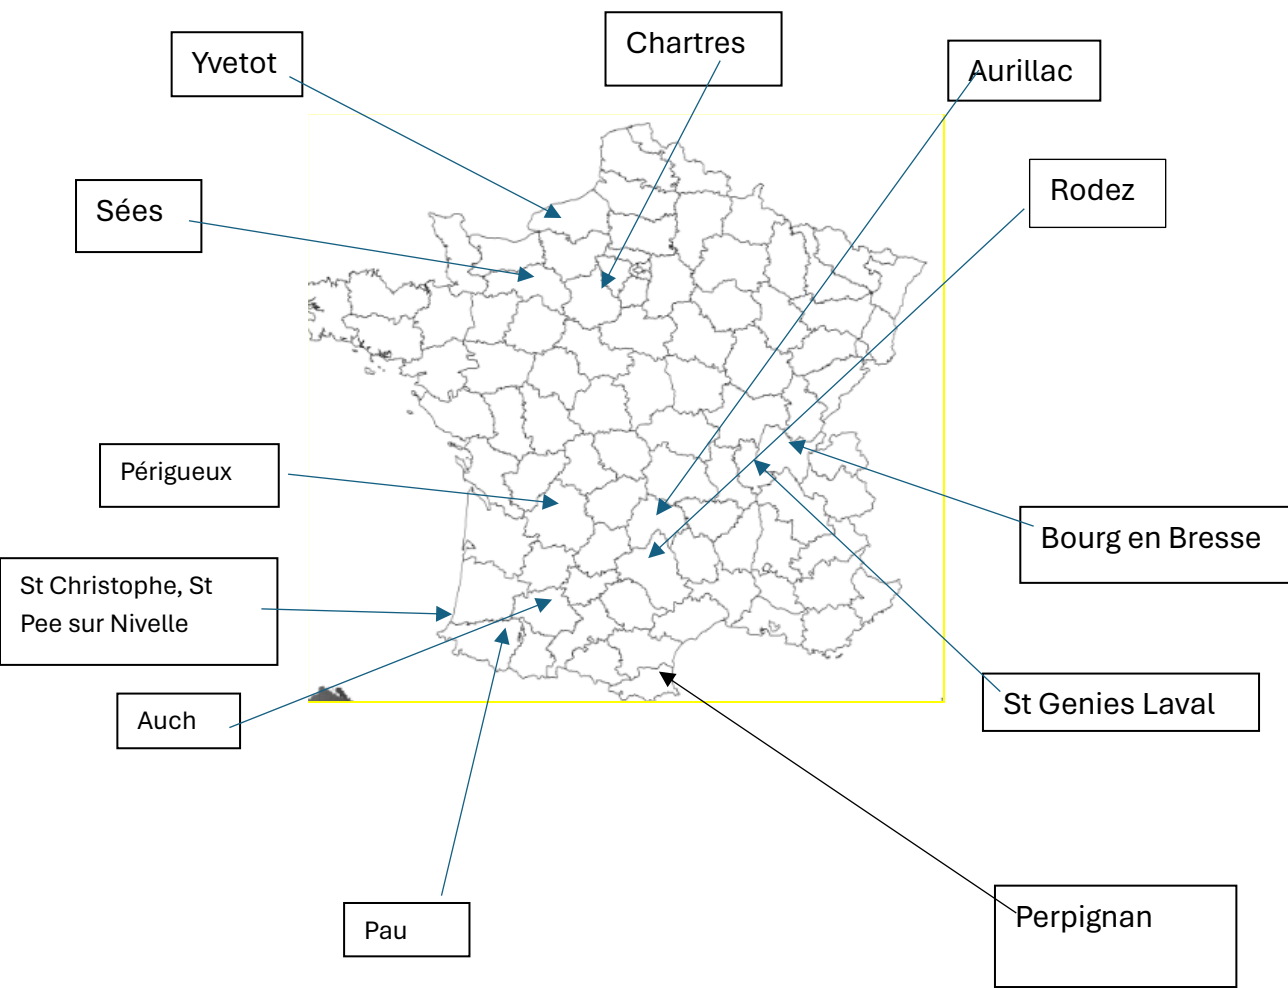 Chartres
Yvetot
Aurillac
Rodez
Sées
Périgueux
Bourg en Bresse
St Christophe, St
Pee sur Nivelle
St Genies Laval
Auch
Perpignan
Pau